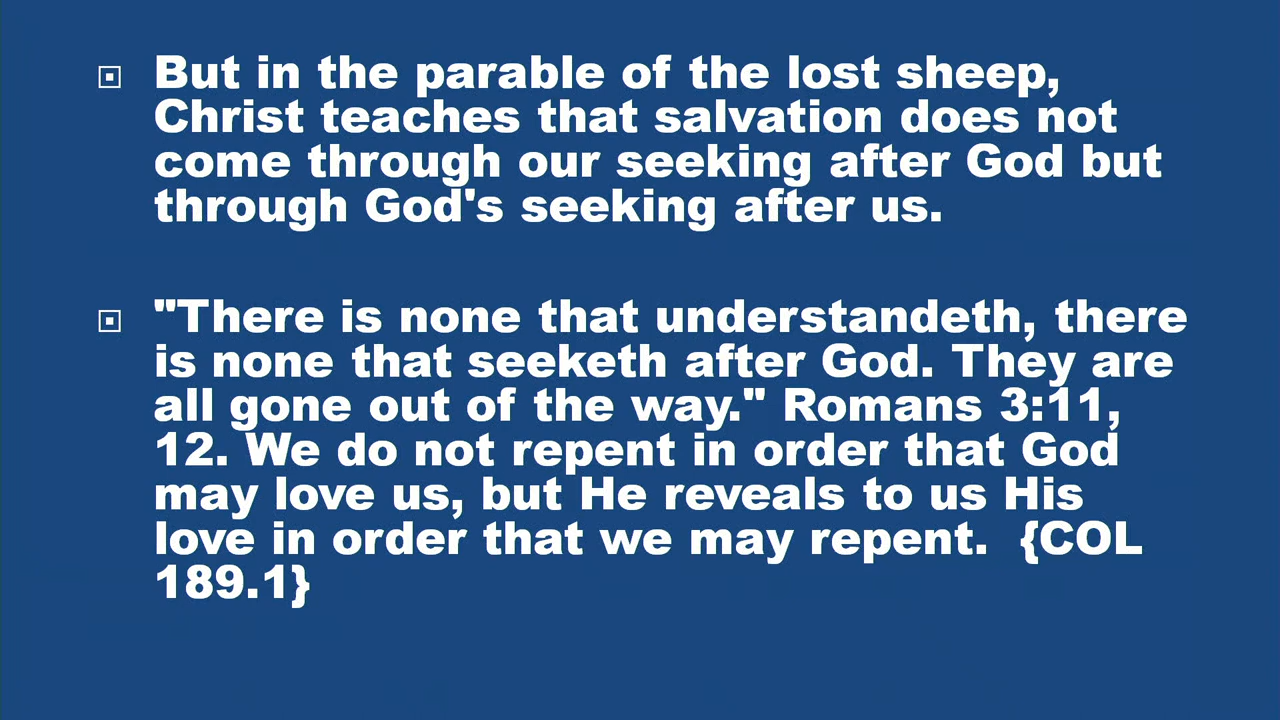 But in the parable of the lost sheep,
Christ teaches that salvation does not
come through our seeking after God but
through God's seeking after us.
"There is none that understandeth, there
is none that seeketh after God. They are
all gone out of the way." Romans 3:11,
12. We do not repent in order that God
may love us, but He reveals to us His
love in order that we may repent.  {COL
189.1}